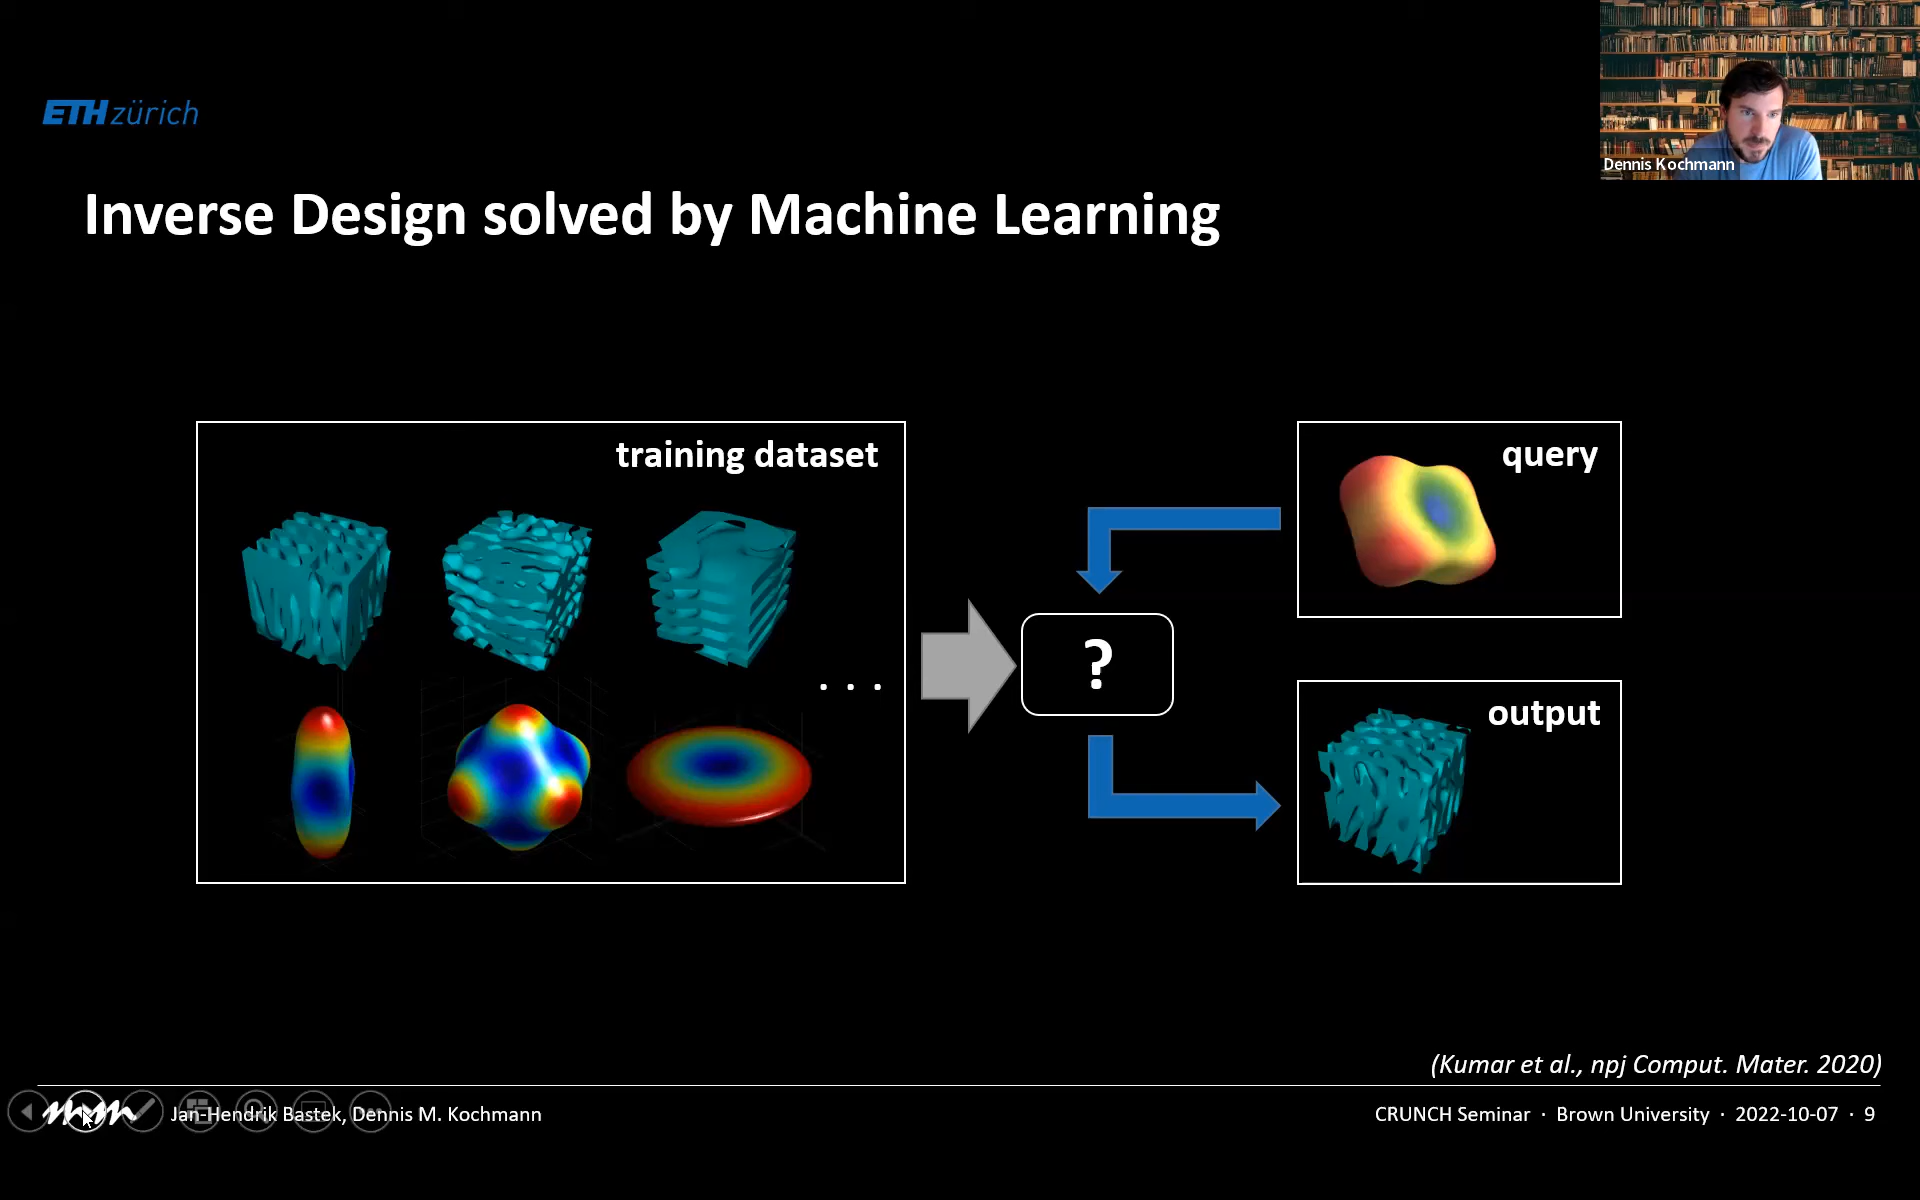 ETH zürich
Dennis Kochmann
Inverse Design solved by Machine Learning
training dataset
. . .
query
?
output
(Kumar et al., npj Comput. Mater. 2020)
Jan-Hendrik Bastek, Dennis M. Kochmann
CRUNCH Seminar · Brown University · 2022-10-07 · 9